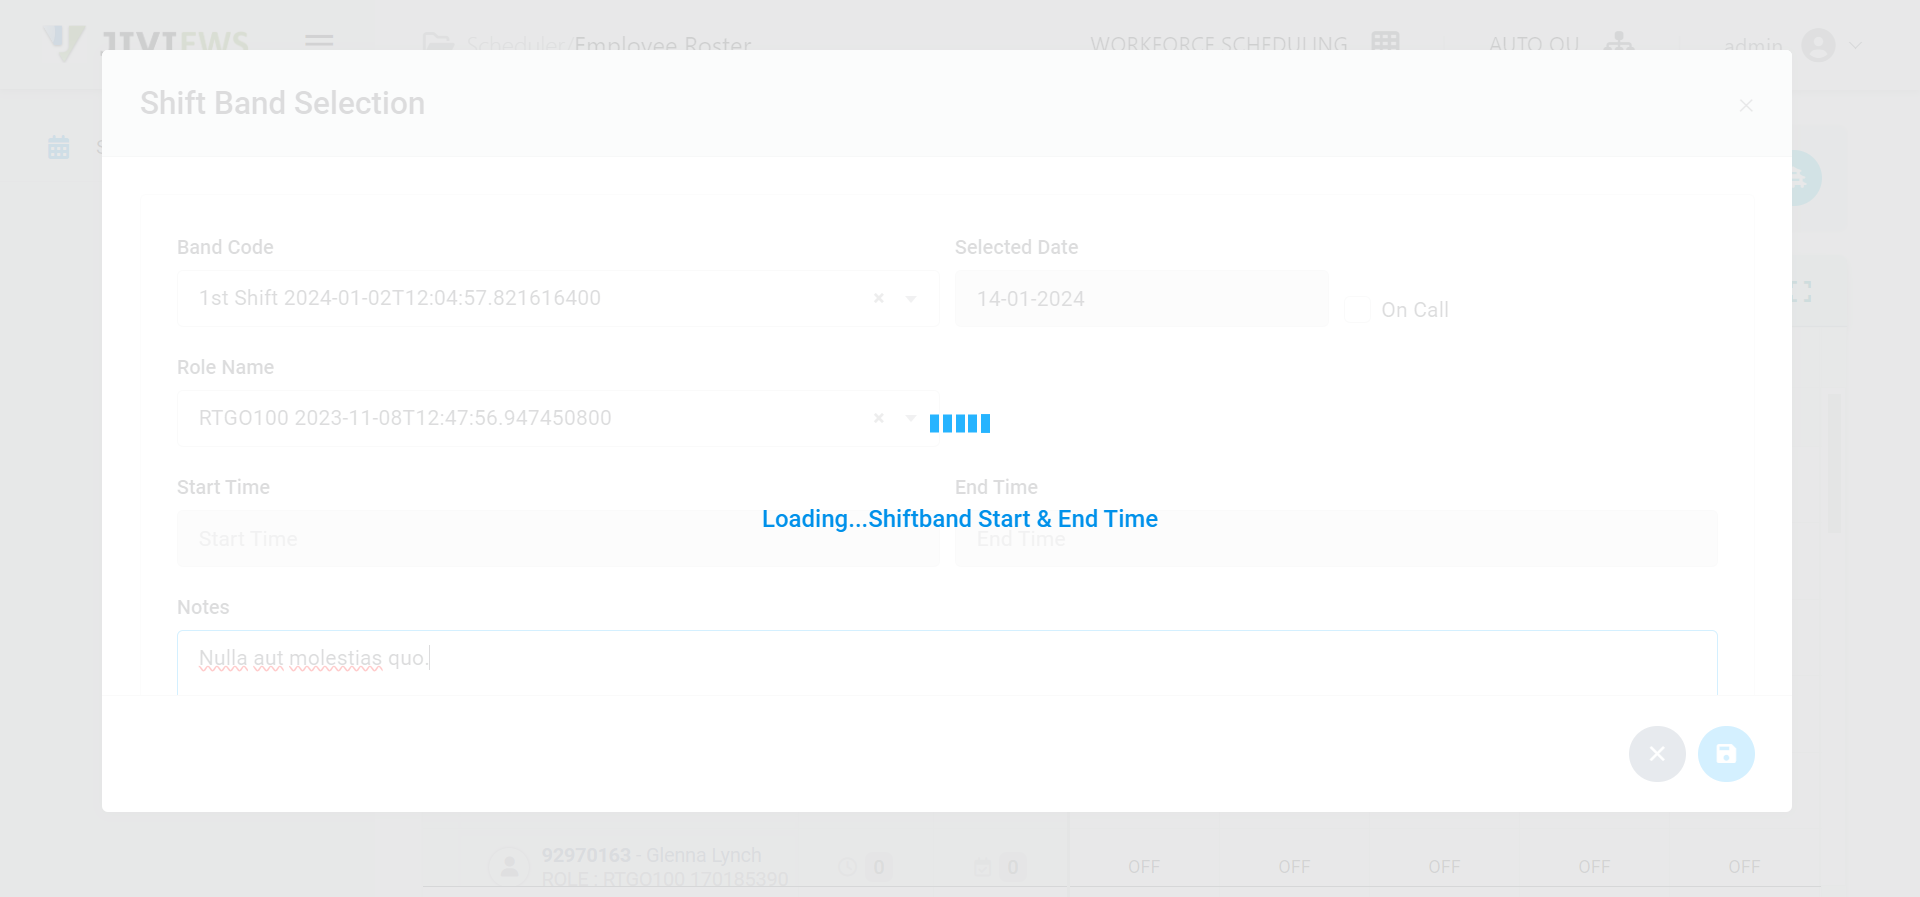 JIVIEWS
Scheduler/Employee Roster
WORKFORCE SCHEDULING
AUTO OU
admin
Shift Band Selection
Band Code
Selected Date
1st Shift 2024-01-02T12:04:57.821616400
14-01-2024
On Call
Role Name
RTGO100 2023-11-08T12:47:56.947450800
Start Time
End Time
Loading...Shiftband Start & End Time
Start Time
End Time
Notes
Nulla aut molestias quo.
92970163 - Glenna Lynch
0
0
OFF
OFF
OFF
OFF
OFF
ROLE : RTGO100 170185390